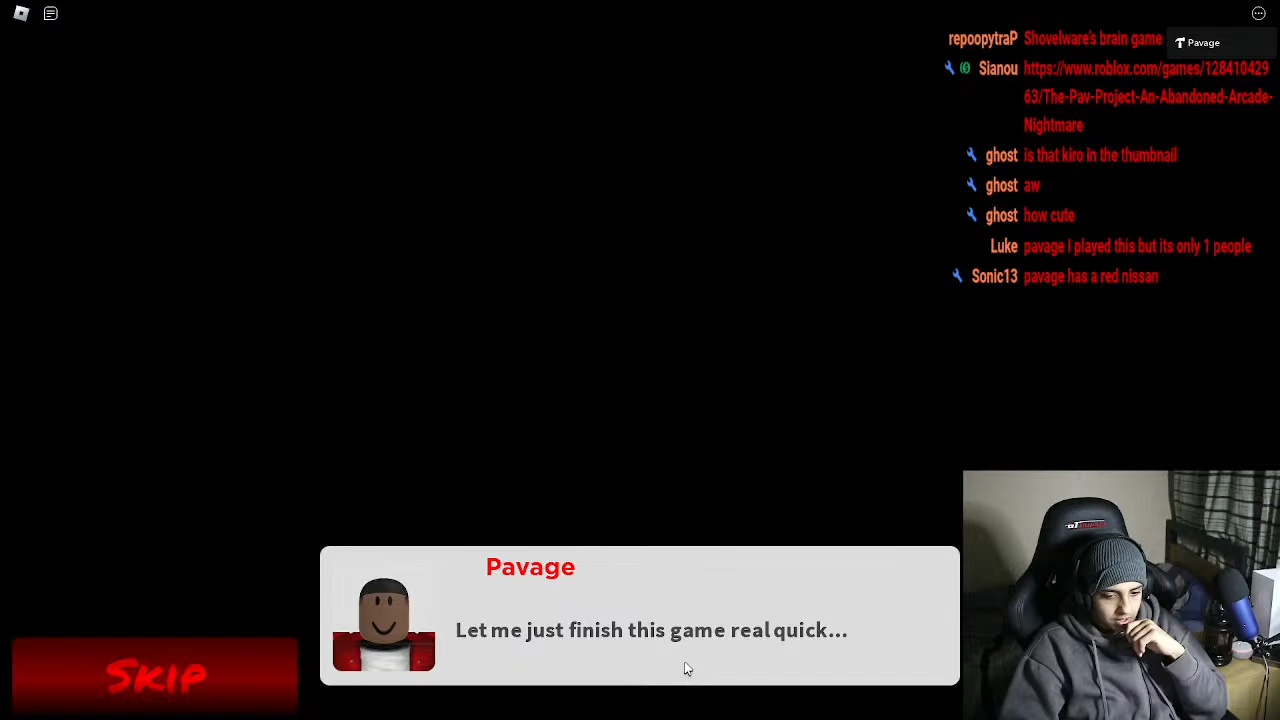 repoopytraP Shovelware's brain game
Pavage
Sianou https://www.roblox.com/games/128410429
63/The-Pav-Project-An-Abandoned-Arcade-
Nightmare
ghost is that kiro in the thumbnail
ghost aw
ghost how cute
Luke pavage I played this but its only 1 people
Sonic13 pavage has a red nissan
Pavage
Let me just finish this game real quick...
SKIP